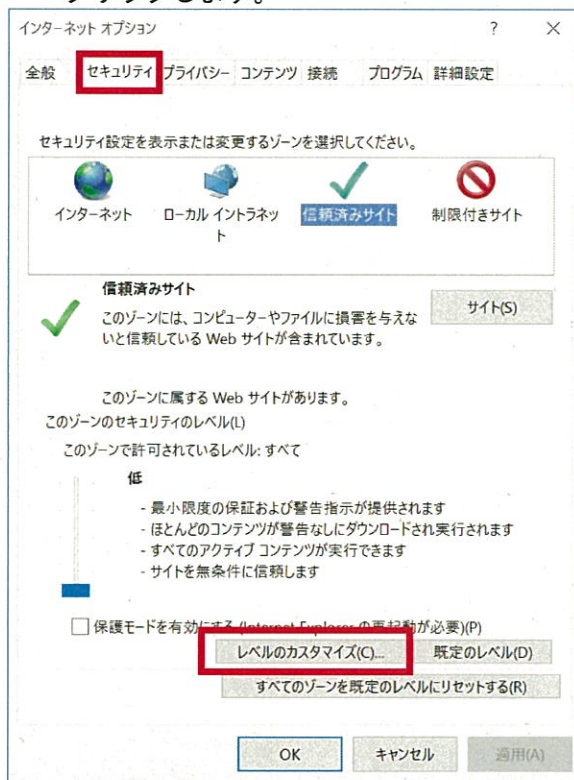 クリックします。
インターネット オプション ? ×
全般 セキュリティ プライバシー コンテンツ 接続 プログラム 詳細設定
セキュリティ設定を表示または変更するゾーンを選択してください。
インターネット ローカル イントラネッ 信頼済みサイト 制限付きサイト
ト
信頼済みサイト
サイト(S)
このゾーンには、コンピューターやファイルに損害を与えな
いと信頼している Web サイトが含まれています。
このゾーンに属する Web サイトがあります。
このゾーンのセキュリティのレベル(L)
このゾーンで許可されているレベル: すべて
低
- 最小限度の保証および警告指示が提供されます
- ほとんどのコンテンツが警告なしにダウンロードされ実行されます
- すべてのアクティブ コンテンツが実行できます
- サイトを無条件に信頼します
保護モードを有効にする (Internet Explorer の再起動が必要)(P)
レベルのカスタマイズ(C)... 既定のレベル(D)
すべてのゾーンを既定のレベルにリセットする(R)
OK キャンセル 適用(A)